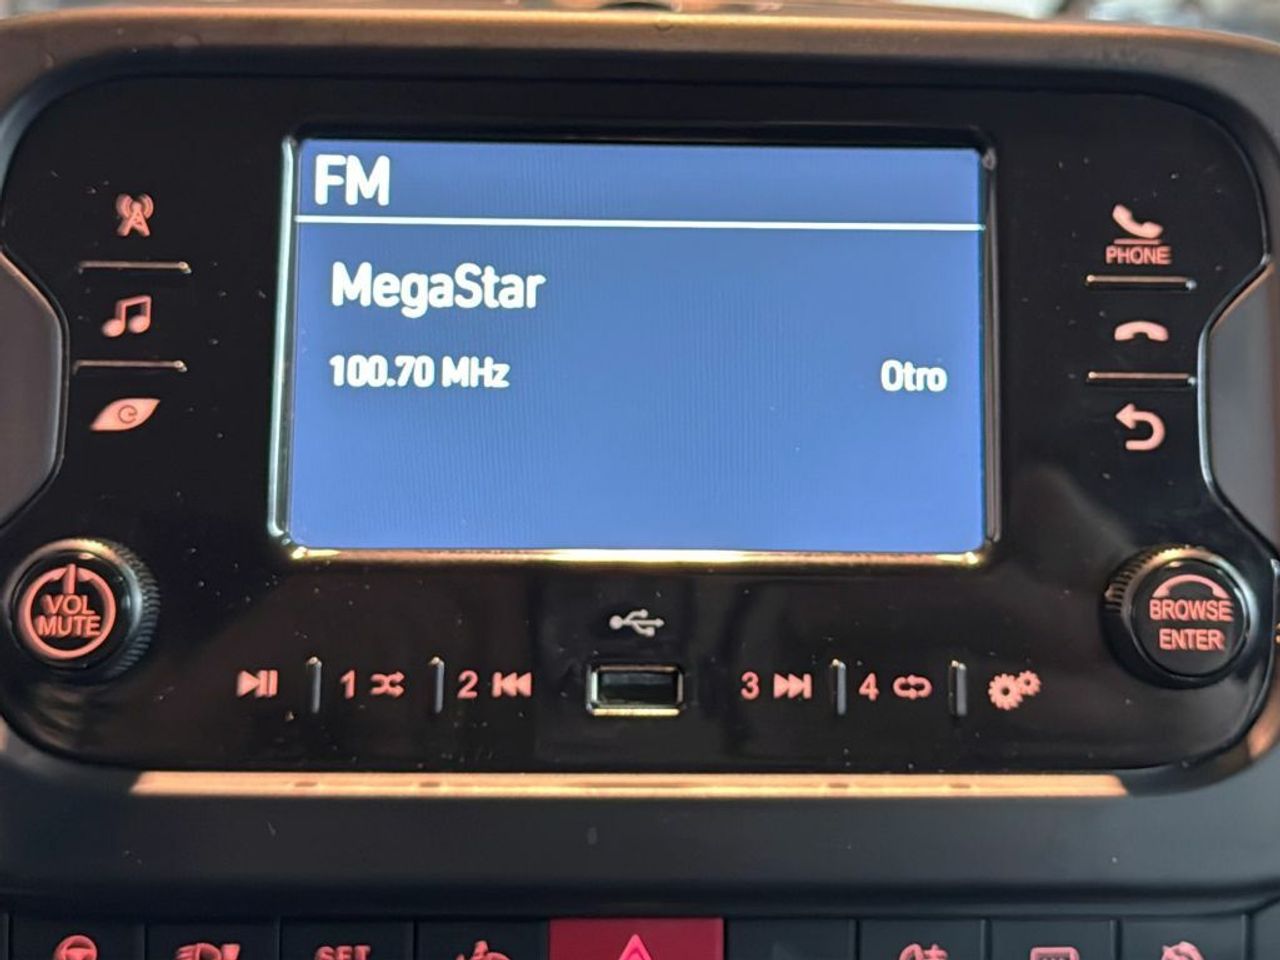 FM
MegaStar
100.70 MHz Otro
PHONE
VOL
MUTE
BROWSE
ENTER
1 2 3 4
SET